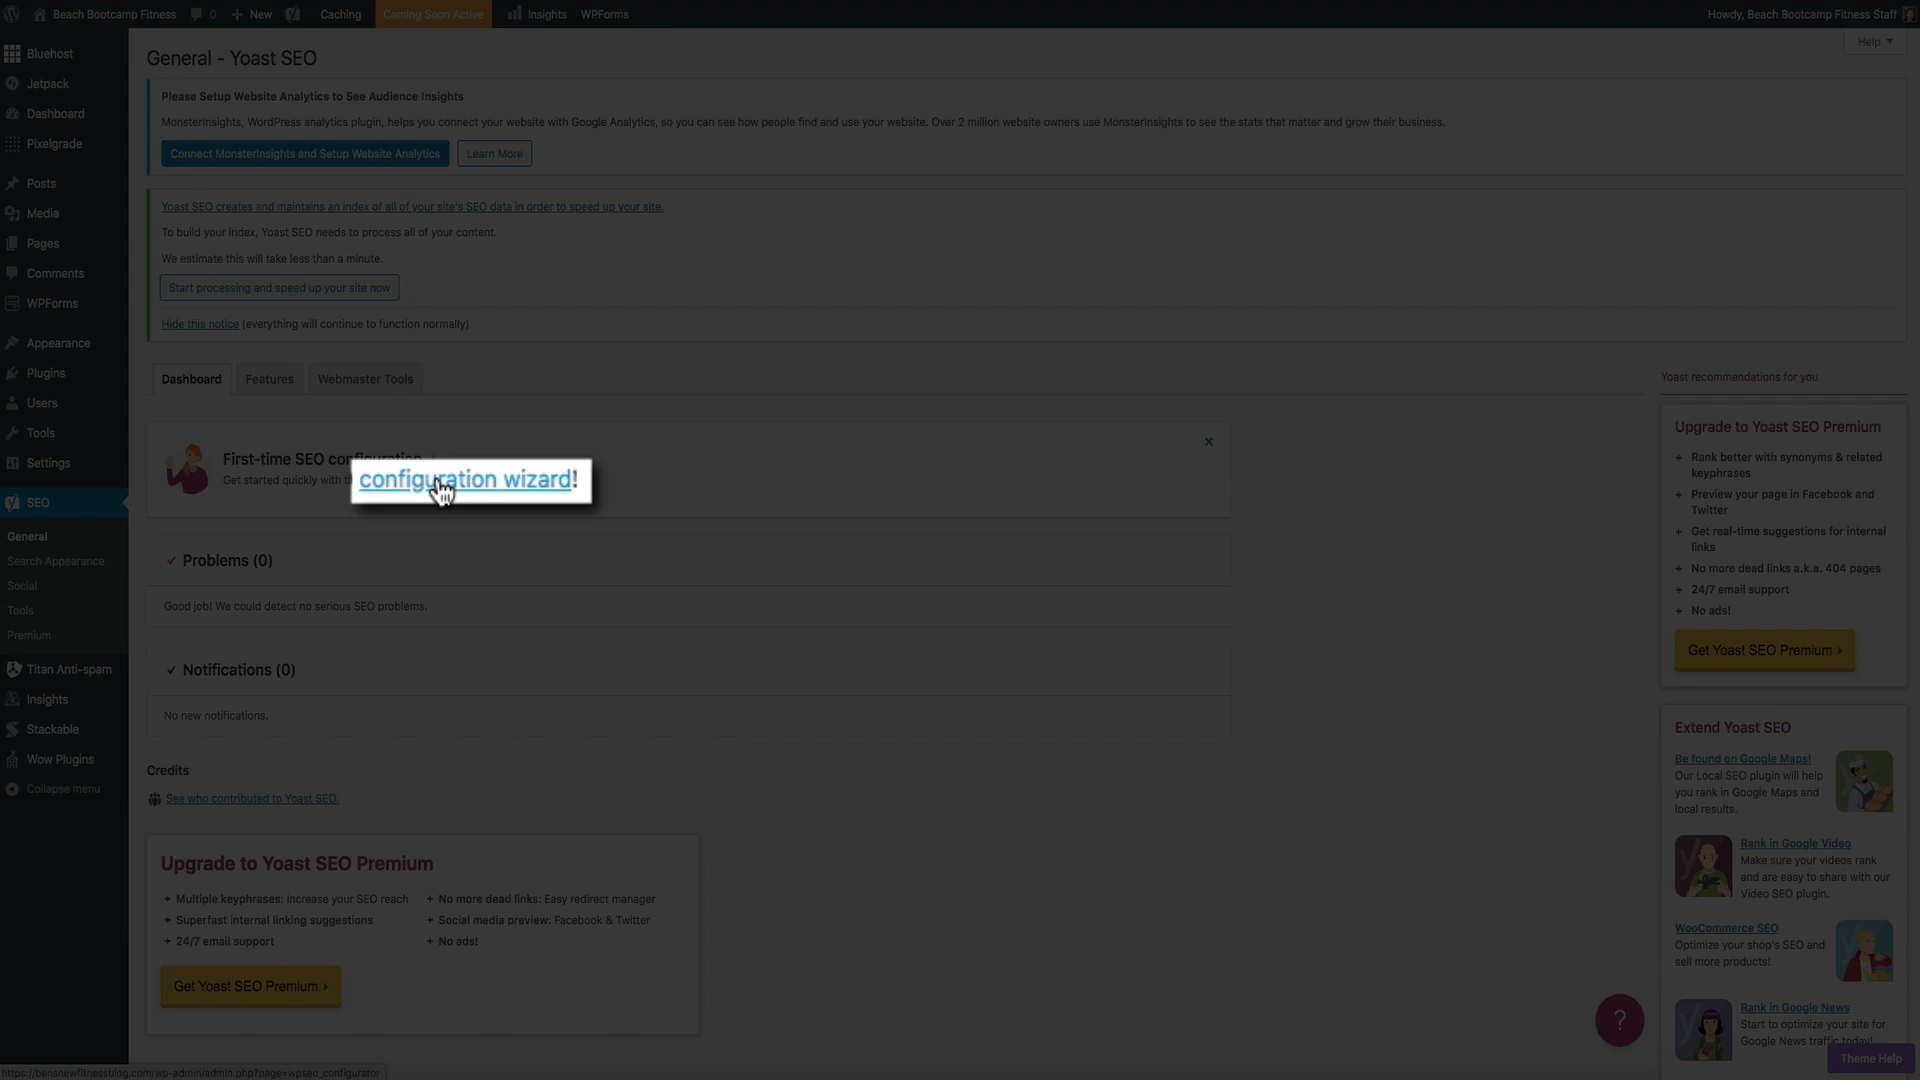 Beach Bootcamp Fitness 0 New Caching Coming Soon Active Insights WPForms Howdy, Beach Bootcamp Fitness Staff
Bluehost
Jetpack
Dashboard
Pixelgrade
Posts
Media
Pages
Comments
WPForms
Appearance
Plugins
Users
Tools
Settings
SEO
General
Search Appearance
Social
Tools
Premium
Titan Anti-spam
Insights
Stackable
Wow Plugins
Collapse menu
Help
General - Yoast SEO
Please Setup Website Analytics to See Audience Insights
MonsterInsights, WordPress analytics plugin, helps you connect your website with Google Analytics, so you can see how people find and use your website. Over 2 million website owners use MonsterInsights to see the stats that matter and grow their business.
Connect MonsterInsights and Setup Website Analytics Learn More
Yoast SEO creates and maintains an index of all of your site's SEO data in order to speed up your site.
To build your index, Yoast SEO needs to process all of your content.
We estimate this will take less than a minute.
Start processing and speed up your site now
Hide this notice (everything will continue to function normally)
Dashboard Features Webmaster Tools
First-time SEO configuration
Get started quickly with
configuration wizard!
Problems (0)
Good job! We could detect no serious SEO problems.
Notifications (0)
No new notifications.
Credits
See who contributed to Yoast SEO.
Upgrade to Yoast SEO Premium
+ Multiple keyphrases: Increase your SEO reach
+ Superfast internal linking suggestions
+ 24/7 email support
+ No more dead links: Easy redirect manager
+ Social media preview: Facebook & Twitter
+ No ads!
Get Yoast SEO Premium
Yoast recommendations for you
Upgrade to Yoast SEO Premium
+ Rank better with synonyms & related
keyphrases
+ Preview your page in Facebook and
Twitter
+ Get real-time suggestions for internal
links
+ No more dead links a.k.a. 404 pages
+ 24/7 email support
+ No ads!
Get Yoast SEO Premium
Extend Yoast SEO
Be found on Google Maps!
Our Local SEO plugin will help
you rank in Google Maps and
local results.
Rank in Google Video
Make sure your videos rank
and are easy to share with our
Video SEO plugin.
WooCommerce SEO
Optimize your shop's SEO and
sell more products!
Rank in Google News
Start to optimize your site for
Google News traffic today!
?
Theme Help
https://bensnewfitnessblog.com/wp-admin/admin.php?page=wpseo_configurator